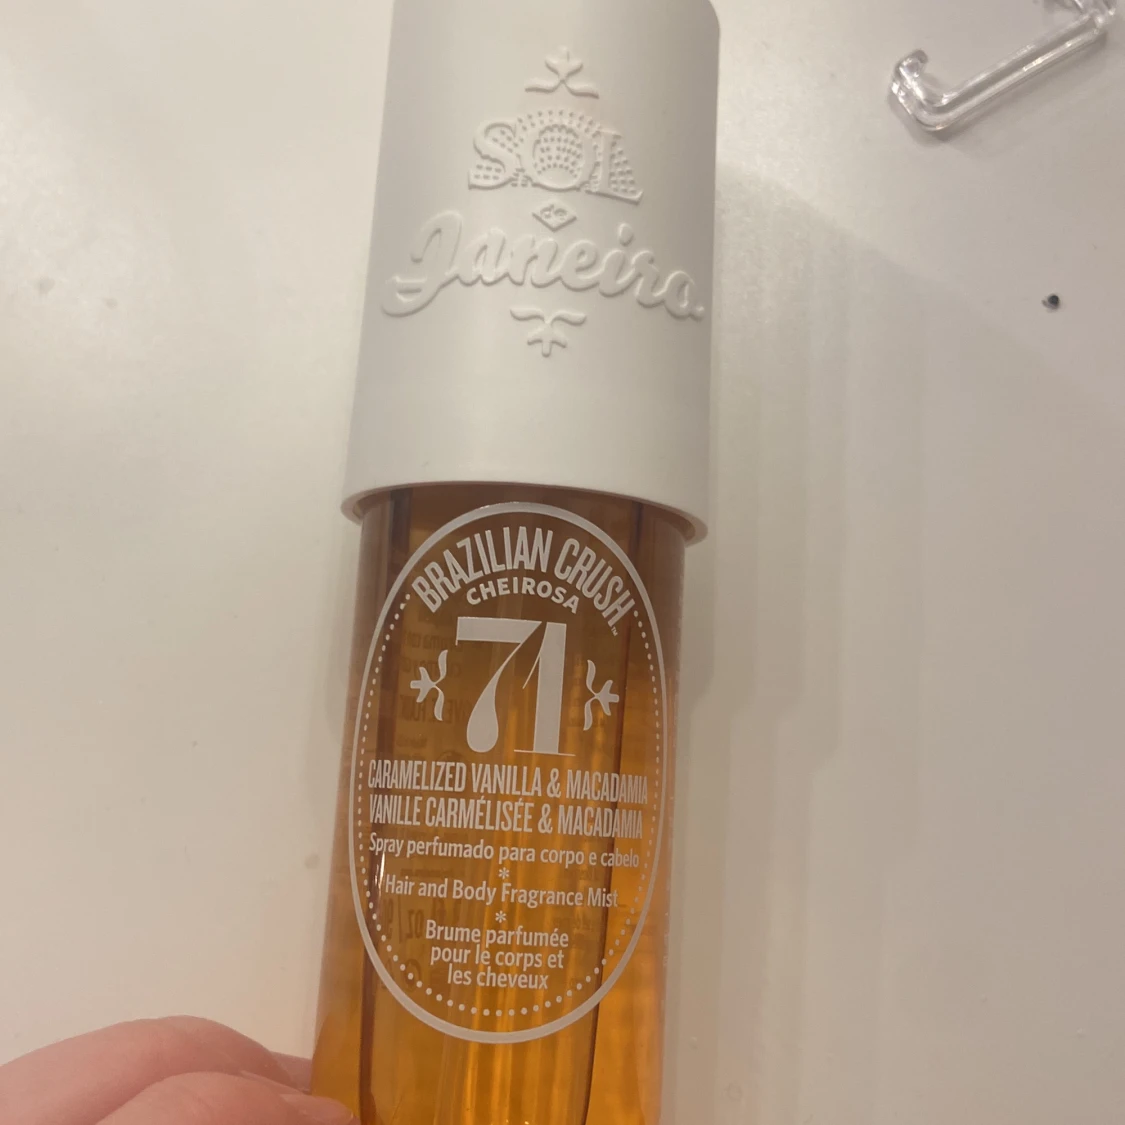 SOL
de
Janeiro
BRAZILIAN CRUSH™
CHEIROSA
71
CARAMELIZED VANILLA & MACADAMIA
VANILLE CARMÉLISÉE & MACADAMIA
Spray perfumado para corpo e cabelo
*
Hair and Body Fragrance Mist
*
Brume parfumée
pour le corps et
les cheveux